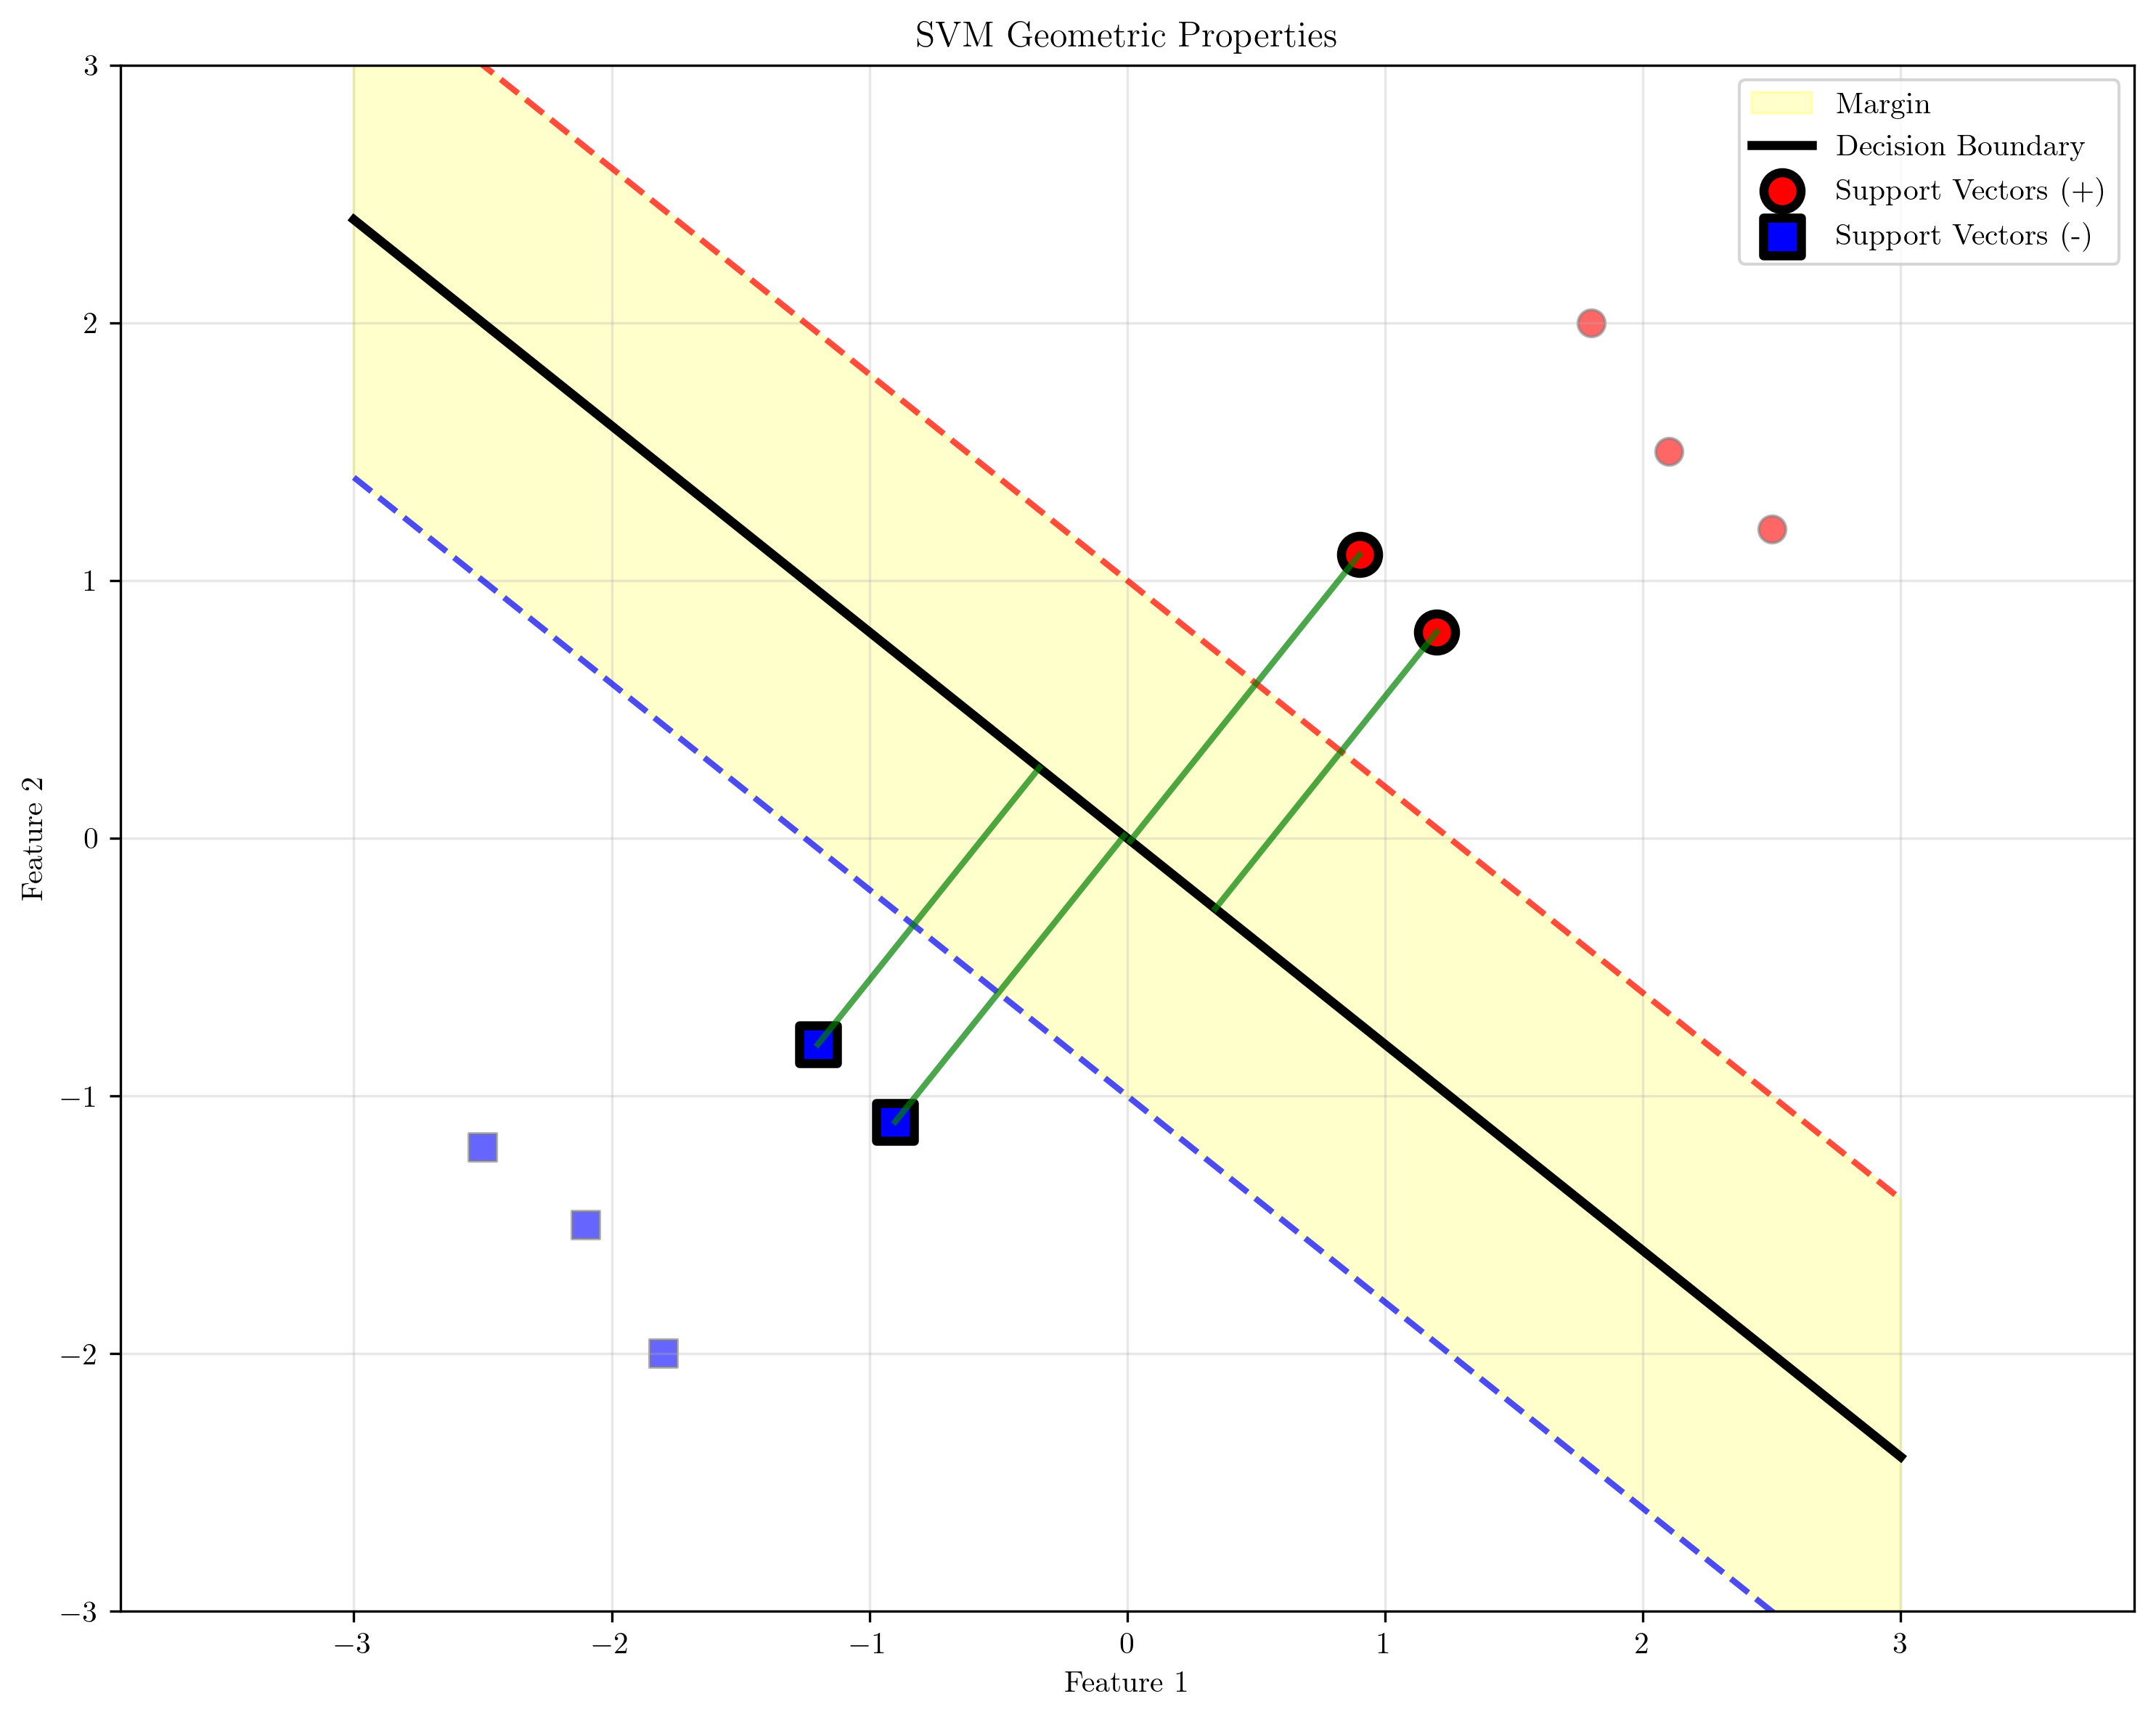 SVM Geometric Properties
Margin
Decision Boundary
Support Vectors (+)
Support Vectors (-)
3
2
1
0
−1
−2
−3
Feature 2
−3
−2
−1
0
1
2
3
Feature 1